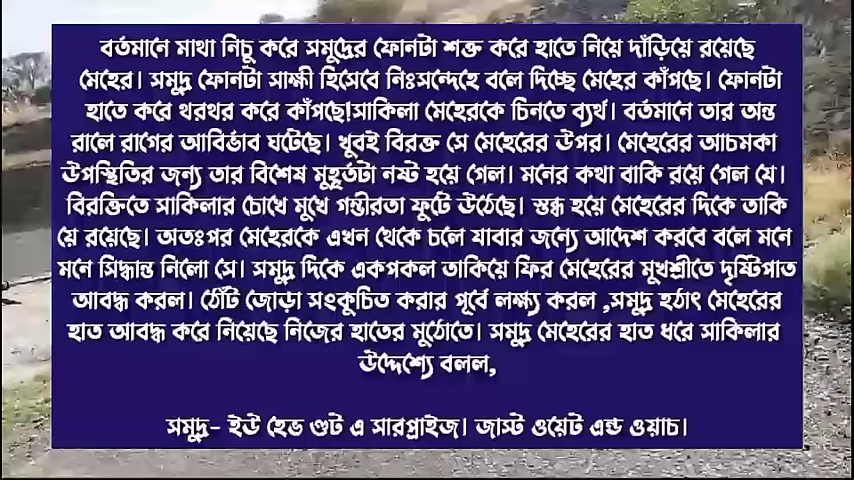 বর্তমানে মাথা নিচু করে সমুদ্রের ফোনটা শক্ত করে হাতে নিয়ে দাঁড়িয়ে রয়েছে
মেহের। সমুদ্র ফোনটা সাক্ষী হিসেবে নিঃসন্দেহে বলে দিচ্ছে মেহের কাঁপছে। ফোনটা
হাতে করে থরথর করে কাঁপছে!সাকিলা মেহেরকে চিনতে ব্যর্থ। বর্তমানে তার অন্ত
রালে রাগের আবির্ভাব ঘটেছে। খুবই বিরক্ত সে মেহেরের উপর। মেহেরের আচমকা
উপস্থিতির জন্য তার বিশেষ মুহূর্তটা নষ্ট হয়ে গেল। মনের কথা বাকি রয়ে গেল যে।
বিরক্তিতে সাকিলার চোখে মুখে গম্ভীরতা ফুটে উঠেছে। স্তব্ধ হয়ে মেহেরের দিকে তাকি
য়ে রয়েছে। অতঃপর মেহেরকে এখন থেকে চলে যাবার জন্যে আদেশ করবে বলে মনে
মনে সিদ্ধান্ত নিলো সে। সমুদ্র দিকে একপকল তাকিয়ে ফির মেহেরের মুখশ্রীতে দৃষ্টিপাত
আবদ্ধ করল। ঠোঁট জোড়া সংকুচিত করার পূর্বে লক্ষ্য করল ,সমুদ্র হঠাৎ মেহেরের
হাত আবদ্ধ করে নিয়েছে নিজের হাতের মুঠোতে। সমুদ্র মেহেরের হাত ধরে সাকিলার
উদ্দেশ্যে বলল,
সমুদ্র- ইউ হেভ গুট এ সারপ্রাইজ। জাস্ট ওয়েট এন্ড ওয়াচ।